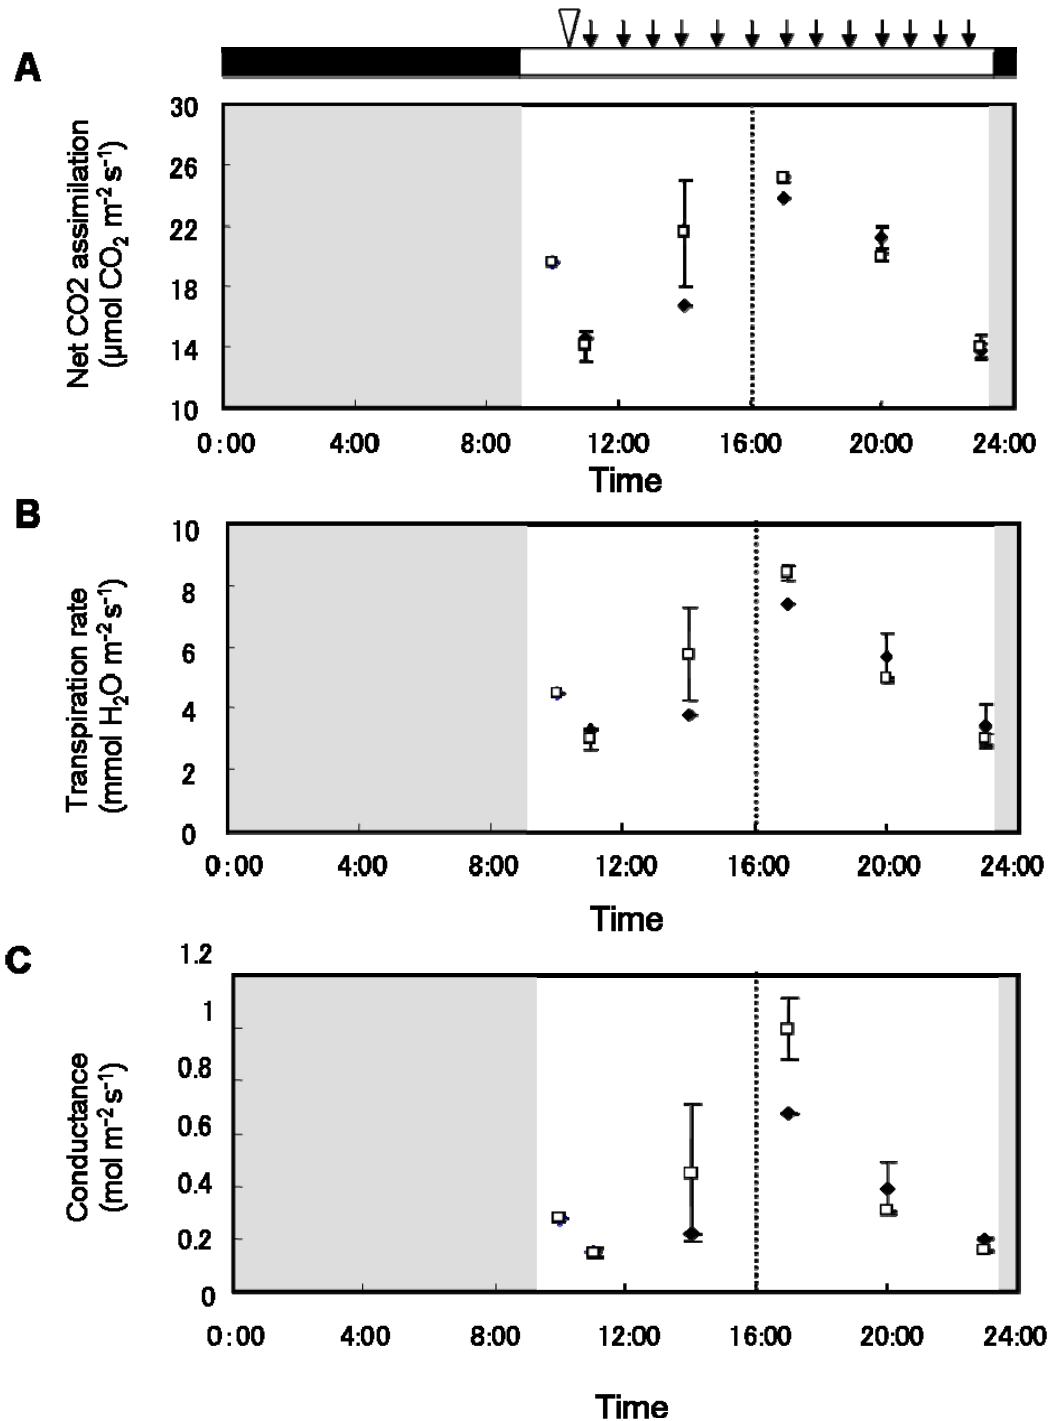 A
30
26
22
18
14
10
Net CO2 assimilation
(μmol CO₂ m⁻² s⁻¹)
0:00 4:00 8:00 12:00 16:00 20:00 24:00
Time
B
10
8
6
4
2
0
Transpiration rate
(mmol H₂O m⁻² s⁻¹)
0:00 4:00 8:00 12:00 16:00 20:00 24:00
Time
C
1.2
1
0.8
0.6
0.4
0.2
0
Conductance
(mol m⁻² s⁻¹)
0:00 4:00 8:00 12:00 16:00 20:00 24:00
Time